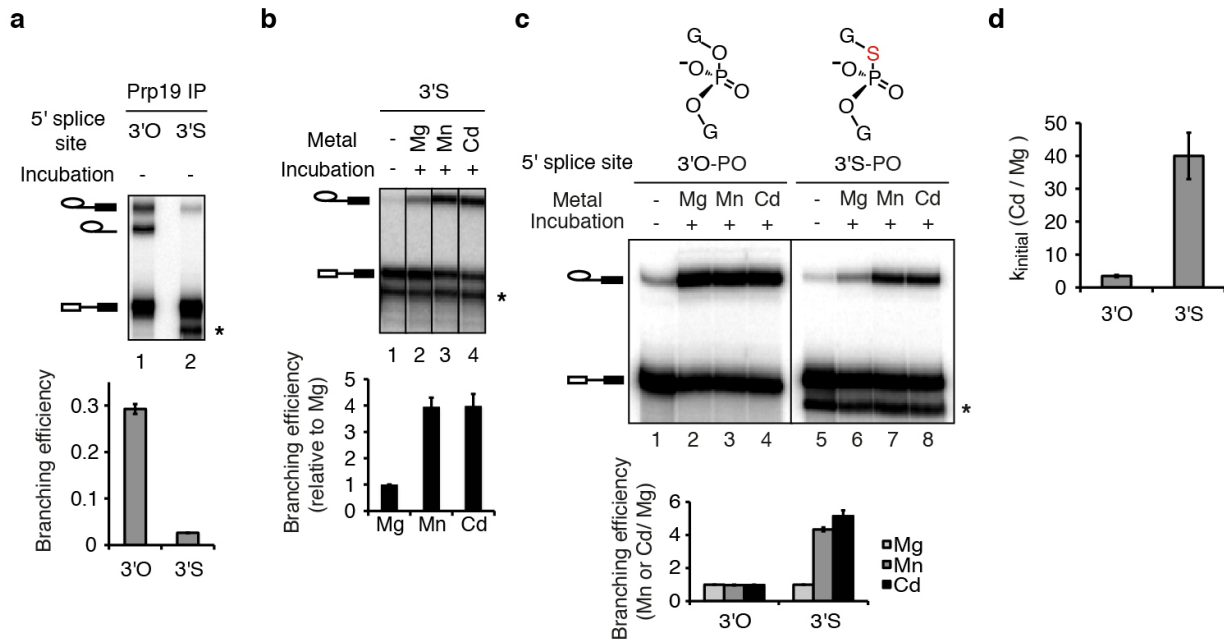 a
Prp19 IP
5' splice site
3'O 3'S
Incubation - -
*
1 2
Branching efficiency
0.3
0.2
0.1
0
3'O 3'S
b
3'S
Metal - Mg Mn Cd
Incubation + + +
*
1 2 3 4
Branching efficiency
(relative to Mg)
5
4
3
2
1
0
Mg Mn Cd
c
G
O
-O
P
O
O
G
G
S
-O
P
O
O
G
5' splice site 3'O-PO 3'S-PO
Metal - Mg Mn Cd - Mg Mn Cd
Incubation + + + + + +
*
1 2 3 4 5 6 7 8
Branching efficiency
(Mn or Cd/ Mg)
6
4
2
0
3'O 3'S
Mg
Mn
Cd
d
kinitial (Cd / Mg)
50
40
30
20
10
0
3'O 3'S